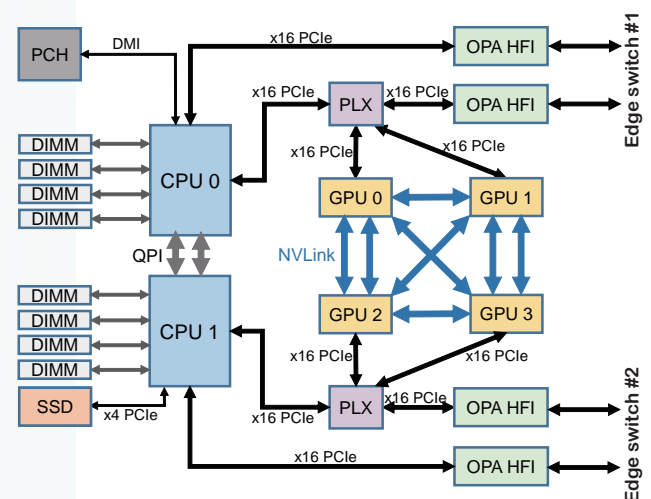 x16 PCIe
OPA HFI
Edge switch #1
PCH
DMI
x16 PCIe
PLX
x16 PCIe
OPA HFI
DIMM
DIMM
DIMM
DIMM
CPU 0
x16 PCIe
x16 PCIe
GPU 0
GPU 1
QPI
NVLink
DIMM
DIMM
DIMM
DIMM
CPU 1
GPU 2
GPU 3
x16 PCIe
x16 PCIe
SSD
x4 PCIe
x16 PCIe
PLX
x16 PCIe
OPA HFI
Edge switch #2
x16 PCIe
OPA HFI